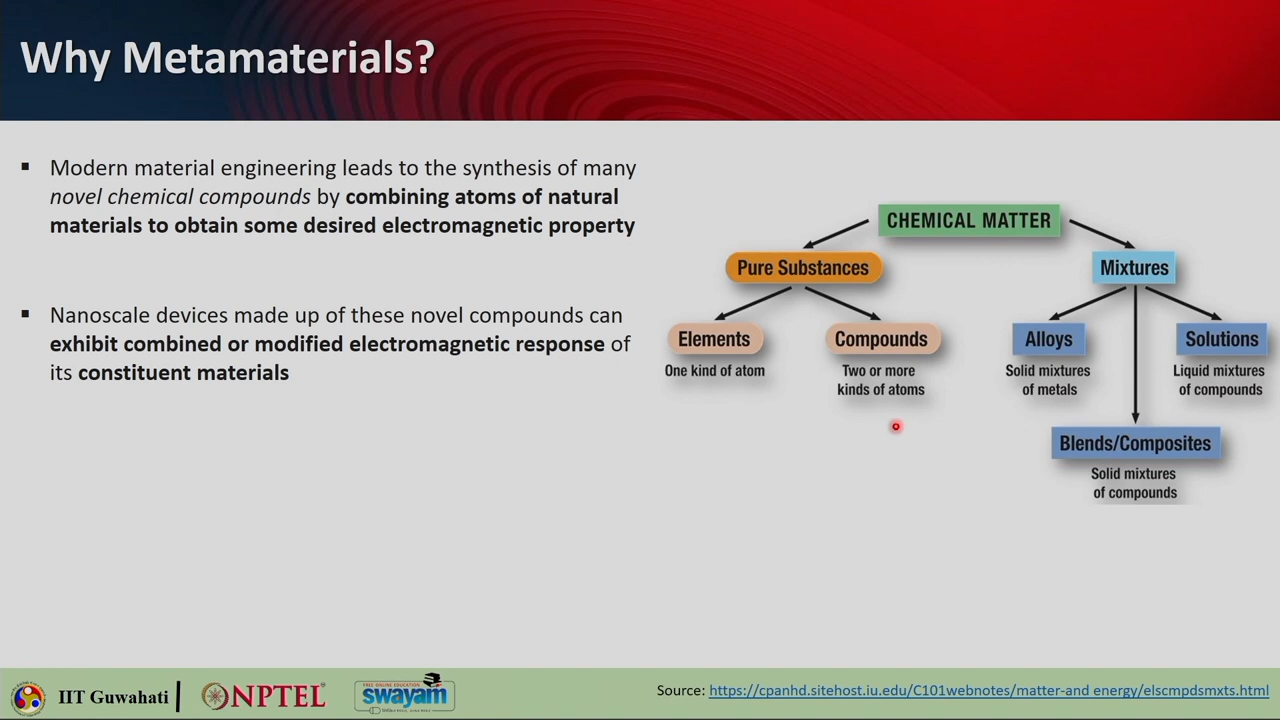 Why Metamaterials?
▪ Modern material engineering leads to the synthesis of many
novel chemical compounds by combining atoms of natural
materials to obtain some desired electromagnetic property
▪ Nanoscale devices made up of these novel compounds can
exhibit combined or modified electromagnetic response of
its constituent materials
CHEMICAL MATTER
Pure Substances
Mixtures
Elements
One kind of atom
Compounds
Two or more
kinds of atoms
Alloys
Solid mixtures
of metals
Solutions
Liquid mixtures
of compounds
Blends/Composites
Solid mixtures
of compounds
IIT Guwahati
NPTEL
FREE ONLINE EDUCATION
swayam
Source: https://cpanhd.sitehost.iu.edu/C101webnotes/matter-and energy/elscmpdsmxts.html